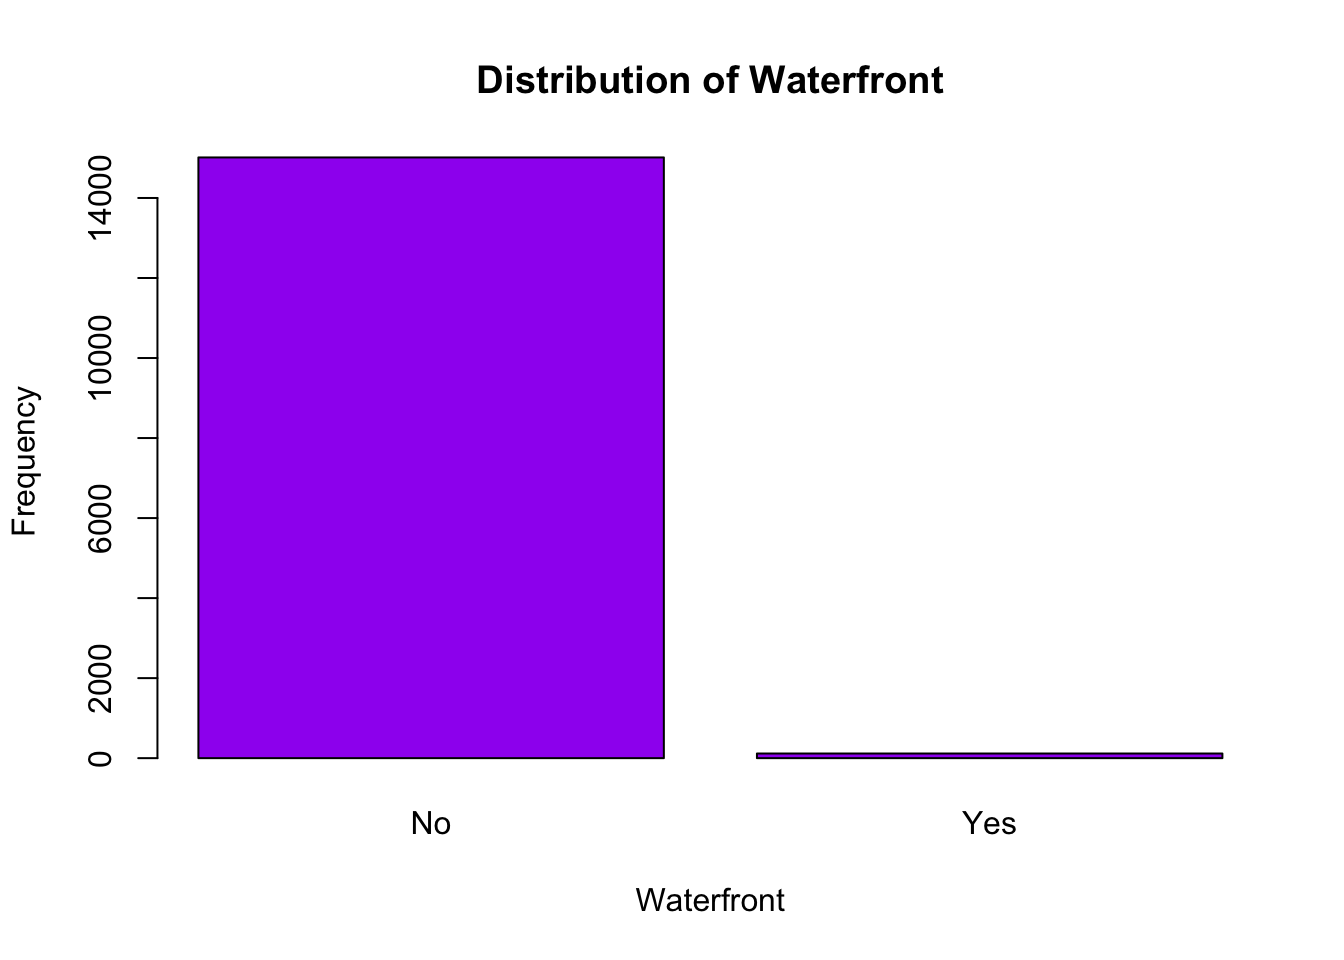 Distribution of Waterfront
Frequency
14000
10000
6000
2000
0
No
Yes
Waterfront